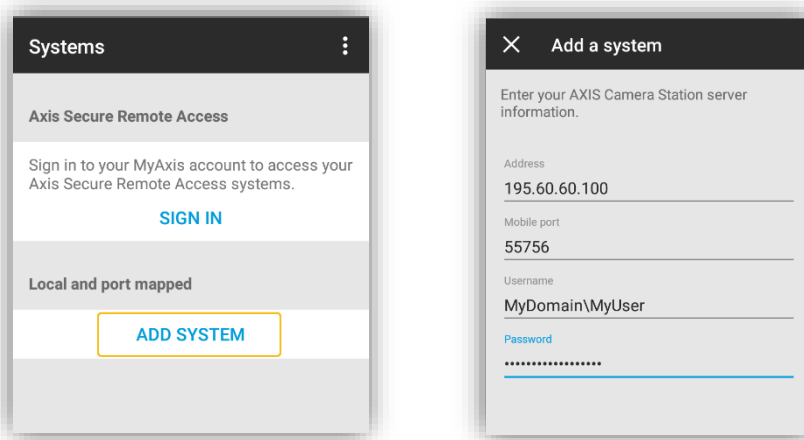 Systems
Axis Secure Remote Access
Sign in to your MyAxis account to access your
Axis Secure Remote Access systems.
SIGN IN
Local and port mapped
ADD SYSTEM
Add a system
Enter your AXIS Camera Station server
information.
Address
195.60.60.100
Mobile port
55756
Username
MyDomain\MyUser
Password
••••••••••••••••••